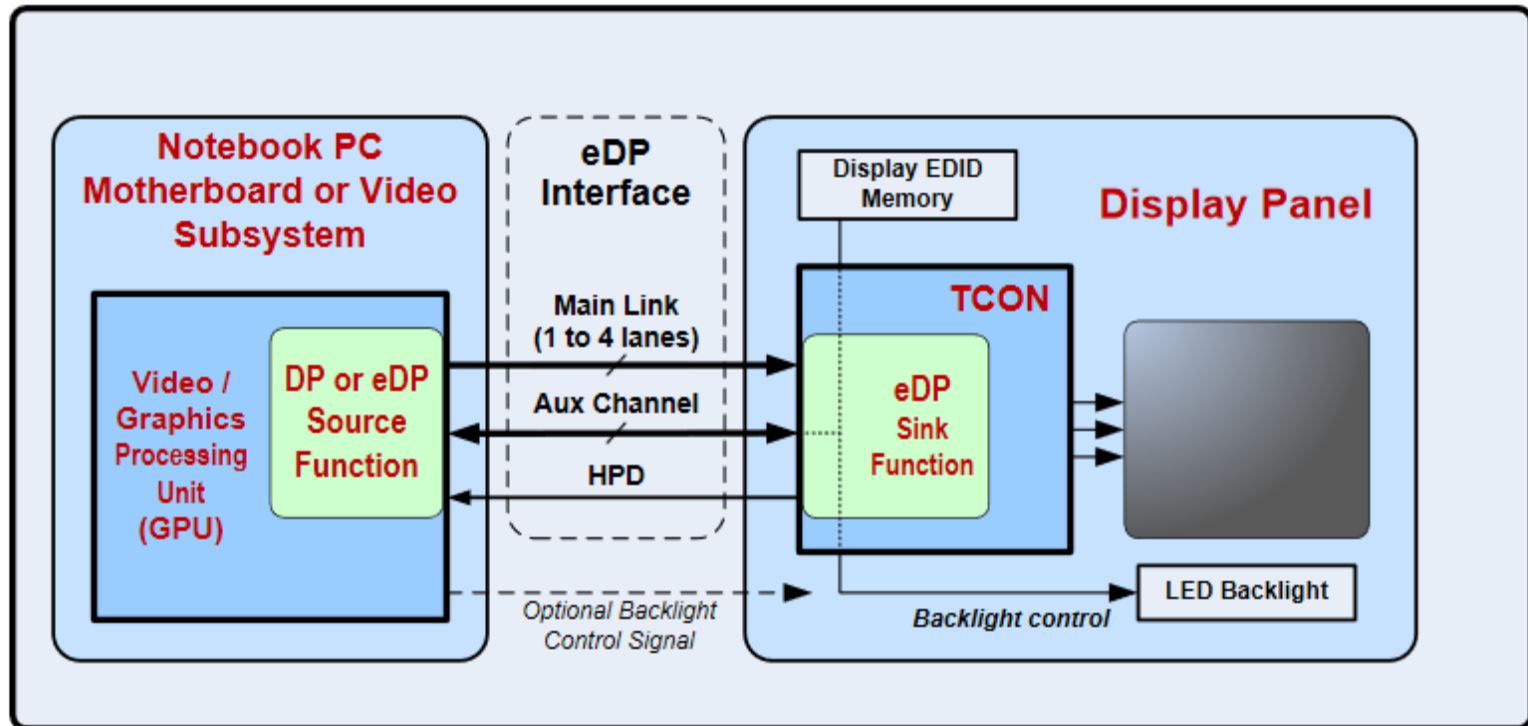 Notebook PC
Motherboard or Video
Subsystem
Video /
Graphics
Processing
Unit
(GPU)
DP or eDP
Source
Function
eDP
Interface
Main Link
(1 to 4 lanes)
Aux Channel
HPD
Optional Backlight
Control Signal
Display EDID
Memory
Display Panel
TCON
eDP
Sink
Function
LED Backlight
Backlight control